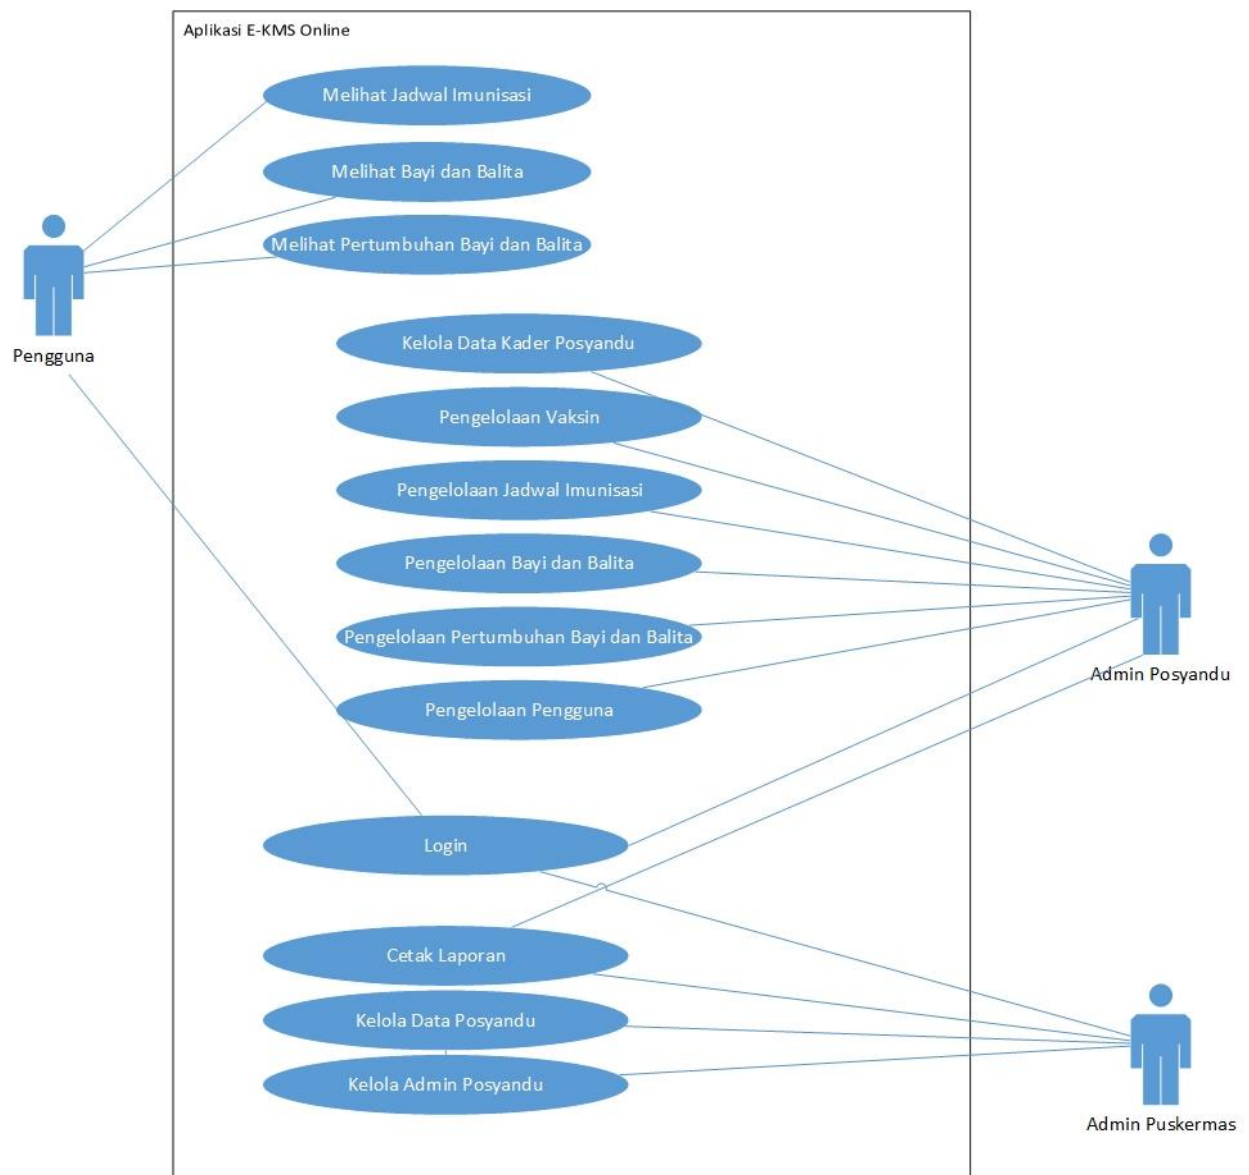 Aplikasi E-KMS Online
Melihat Jadwal Imunisasi
Melihat Bayi dan Balita
Melihat Pertumbuhan Bayi dan Balita
Pengguna
Kelola Data Kader Posyandu
Pengelolaan Vaksin
Pengelolaan Jadwal Imunisasi
Pengelolaan Bayi dan Balita
Pengelolaan Pertumbuhan Bayi dan Balita
Admin Posyandu
Pengelolaan Pengguna
Login
Cetak Laporan
Kelola Data Posyandu
Kelola Admin Posyandu
Admin Puskermas